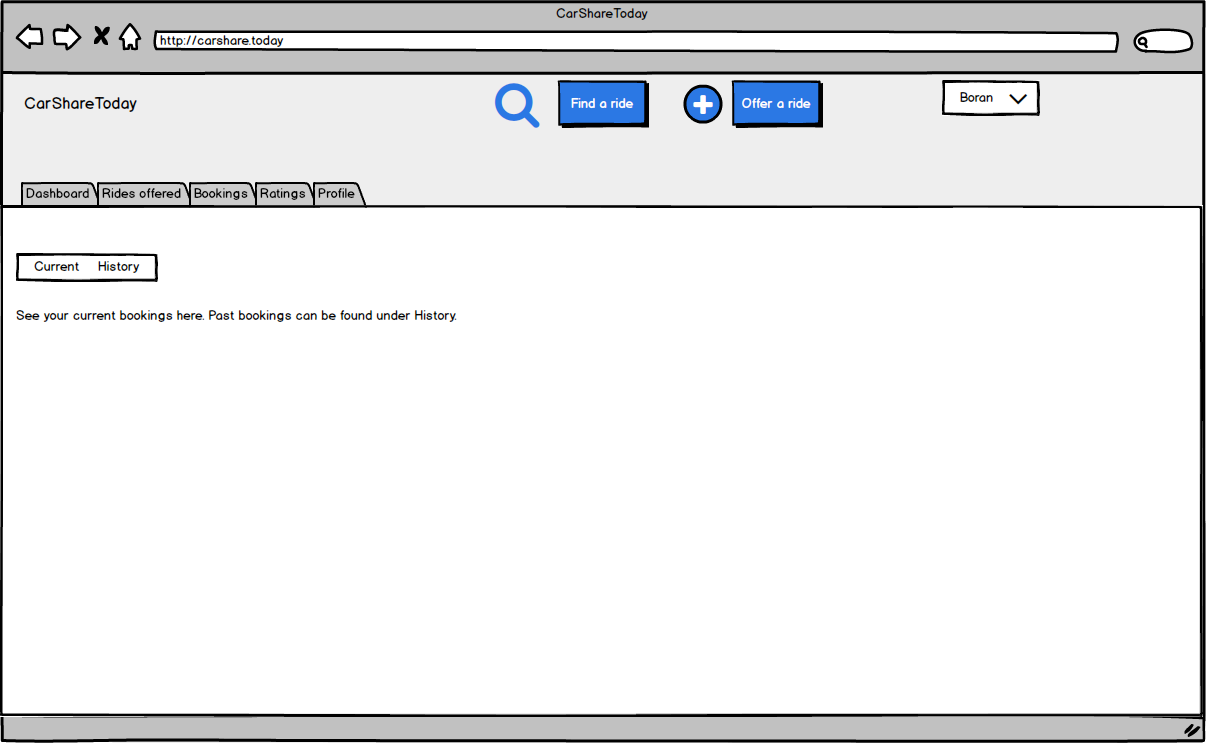 CarShareToday
http://carshare.today
CarShareToday
Find a ride
Offer a ride
Boran
Dashboard Rides offered Bookings Ratings Profile
Current History
See your current bookings here. Past bookings can be found under History.